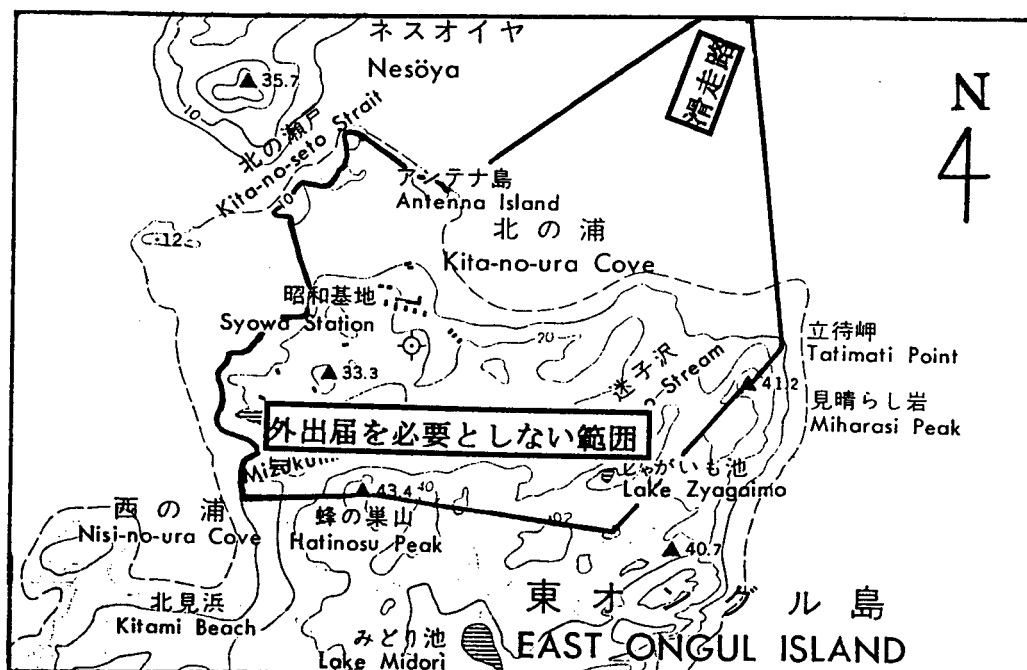 ネスオイヤ
Nesöya
35.7
10
滑走路
N
北の瀬戸
Kita-no-seto Strait
アンテナ島
Antenna Island
10
北の浦
Kita-no-ura Cove
12
昭和基地
Syowa Station
20
立待岬
Tatimati Point
迷子沢
o-Stream
33.3
41.2
見晴らし岩
Miharasi Peak
外出届を必要としない範囲
Mizukumi
じゃがいも池
Lake Zyagaimo
43.4
40
西の浦
Nisi-no-ura Cove
蜂の巣山
Hatinosu Peak
40.7
北見浜
Kitami Beach
東オングル島
EAST ONGUL ISLAND
みどり池
Lake Midori